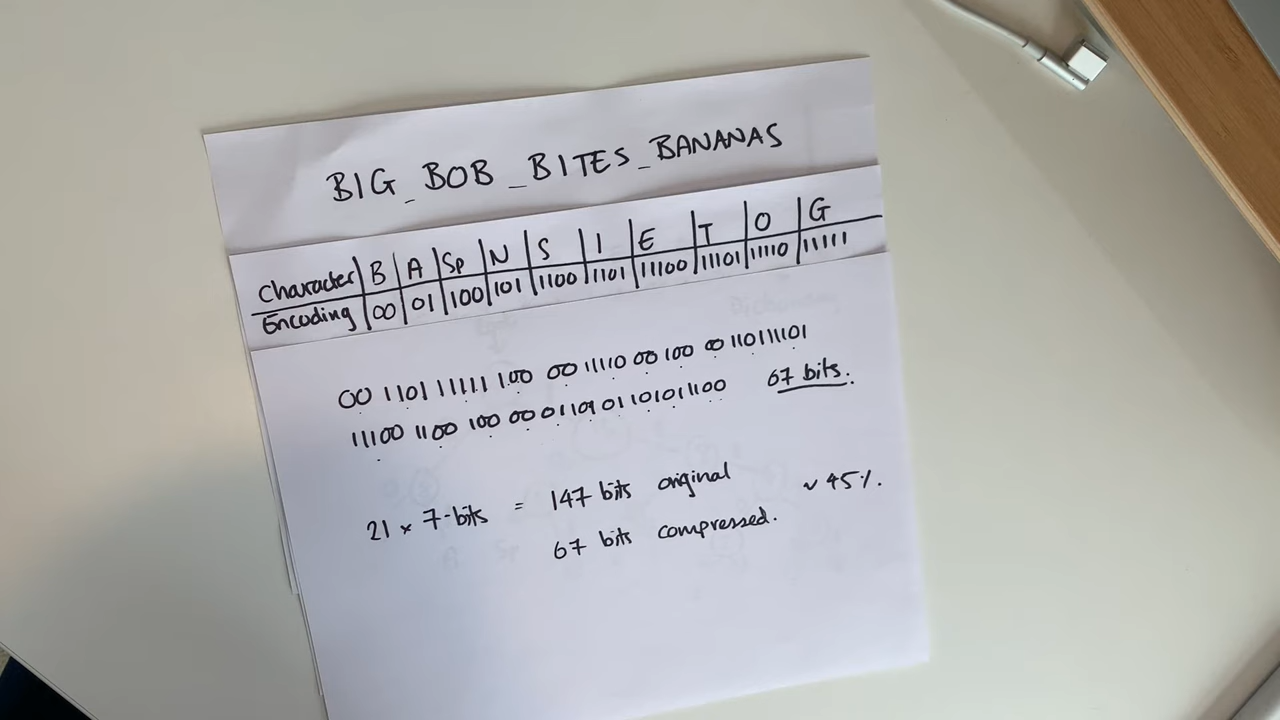 BIG_BOB_BITES_BANANAS
Character B A Sp N S I E T O G
Encoding 00 01 100 101 1100 1101 11100 11101 11110 11111
00 1101 11111 100 00 11110 00 100 00 1101 11101
11100 1100 100 00 01 101 01 101 01 1100 67 bits.
21 × 7-bits = 147 bits original ~ 45%.
67 bits compressed.